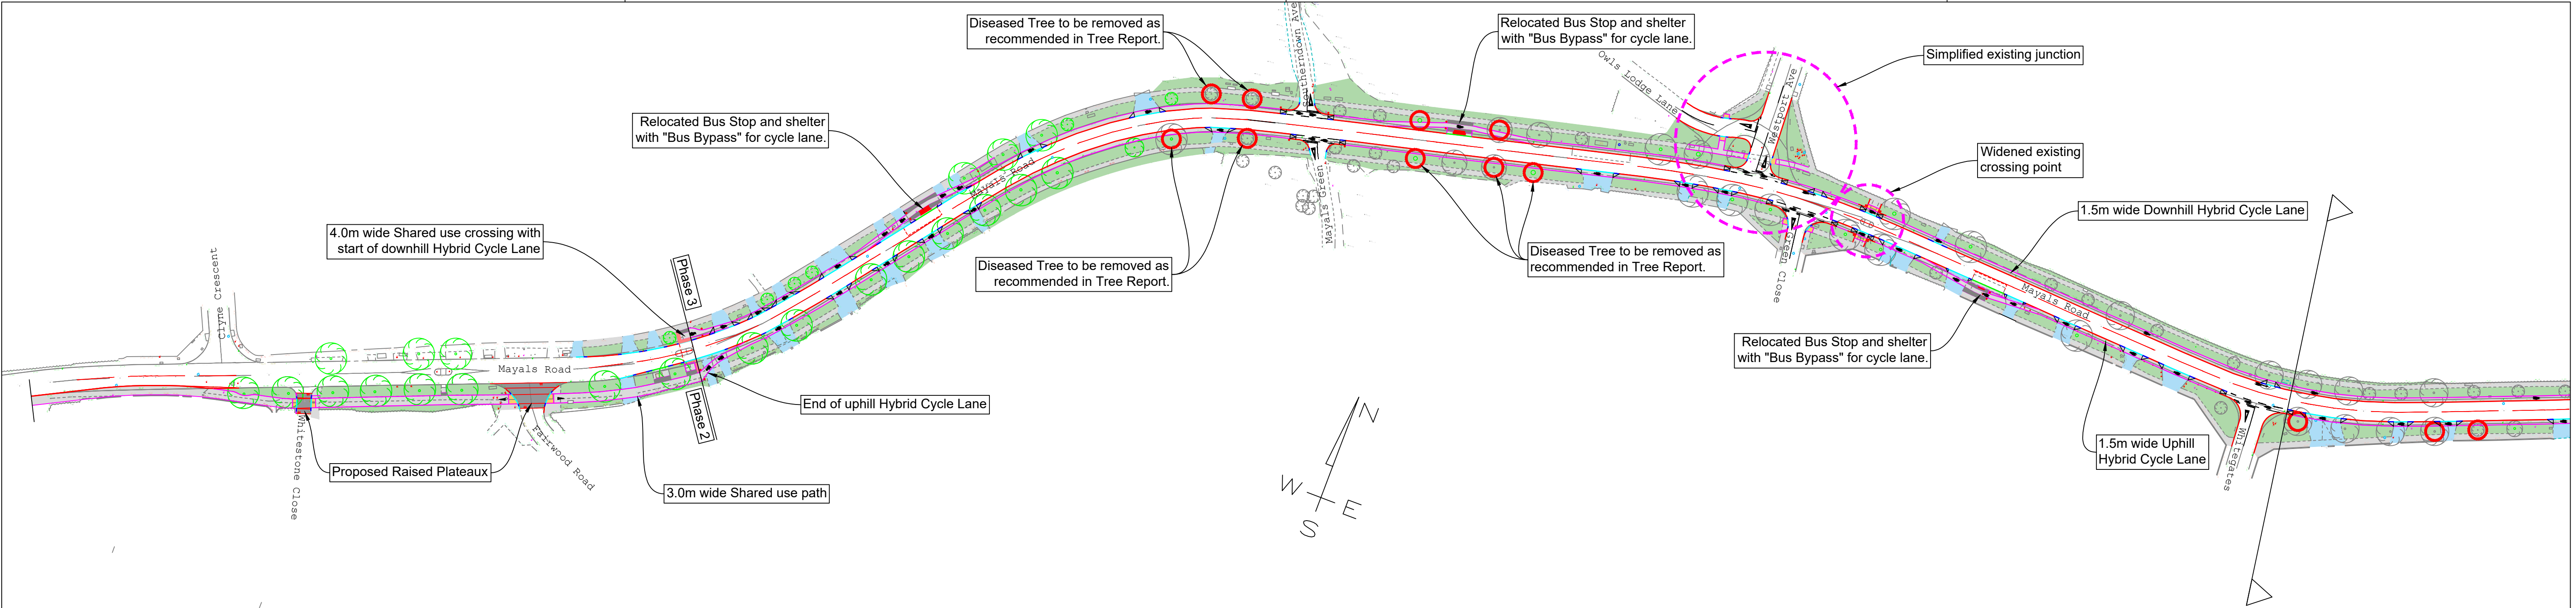 Diseased Tree to be removed as
recommended in Tree Report.
Southerndown Ave
Relocated Bus Stop and shelter
with "Bus Bypass" for cycle lane.
Owls Lodge Lane
Westport Ave
Simplified existing junction
Relocated Bus Stop and shelter
with "Bus Bypass" for cycle lane.
Mayals Road
Mayals Green
Widened existing
crossing point
1.5m wide Downhill Hybrid Cycle Lane
4.0m wide Shared use crossing with
start of downhill Hybrid Cycle Lane
Clyne Crescent
Phase 3
Phase 2
Diseased Tree to be removed as
recommended in Tree Report.
Diseased Tree to be removed as
recommended in Tree Report.
Green Close
Mayals Road
Relocated Bus Stop and shelter
with "Bus Bypass" for cycle lane.
Mayals Road
End of uphill Hybrid Cycle Lane
Whitestone Close
Proposed Raised Plateaux
Fairwood Road
3.0m wide Shared use path
N
W
E
S
1.5m wide Uphill
Hybrid Cycle Lane
Whitegates